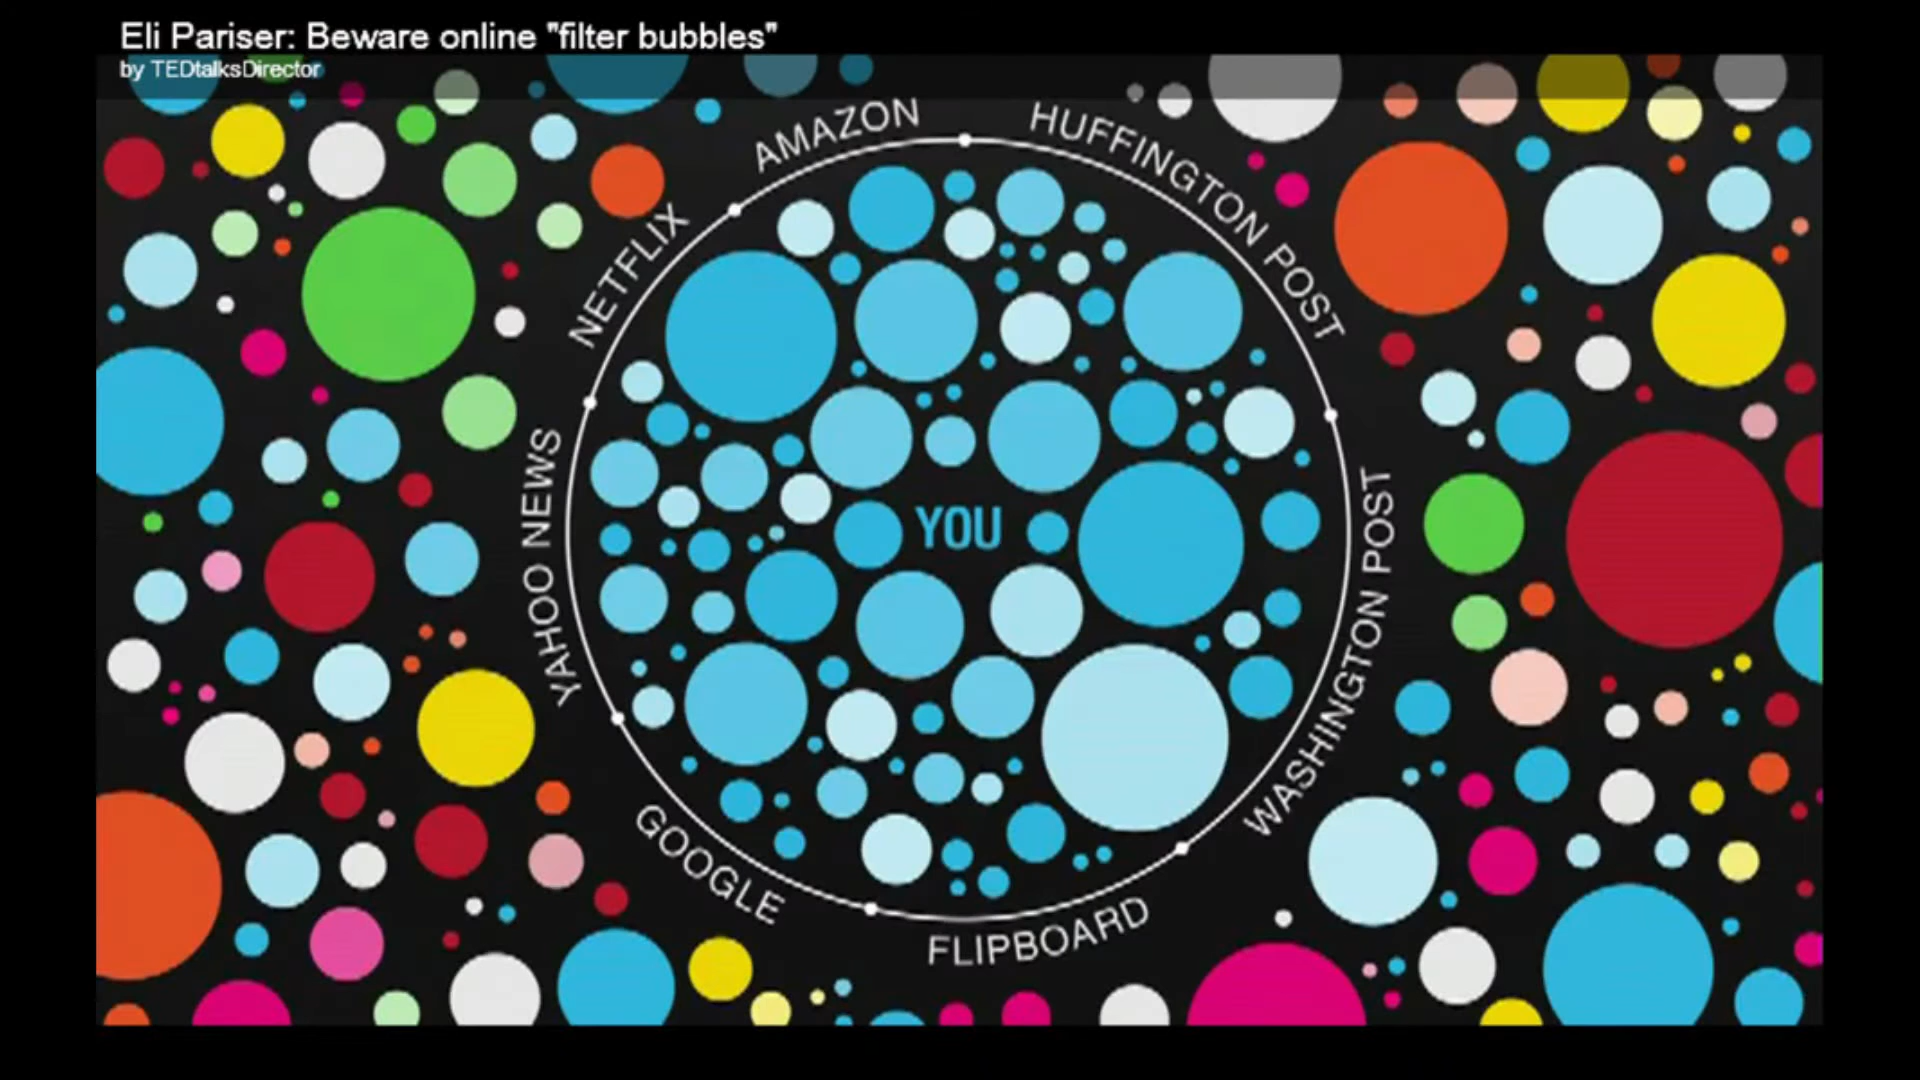 Eli Pariser: Beware online "filter bubbles"
by TEDtalksDirector
AMAZON
HUFFINGTON POST
NETFLIX
YAHOO NEWS
YOU
WASHINGTON POST
GOOGLE
FLIPBOARD